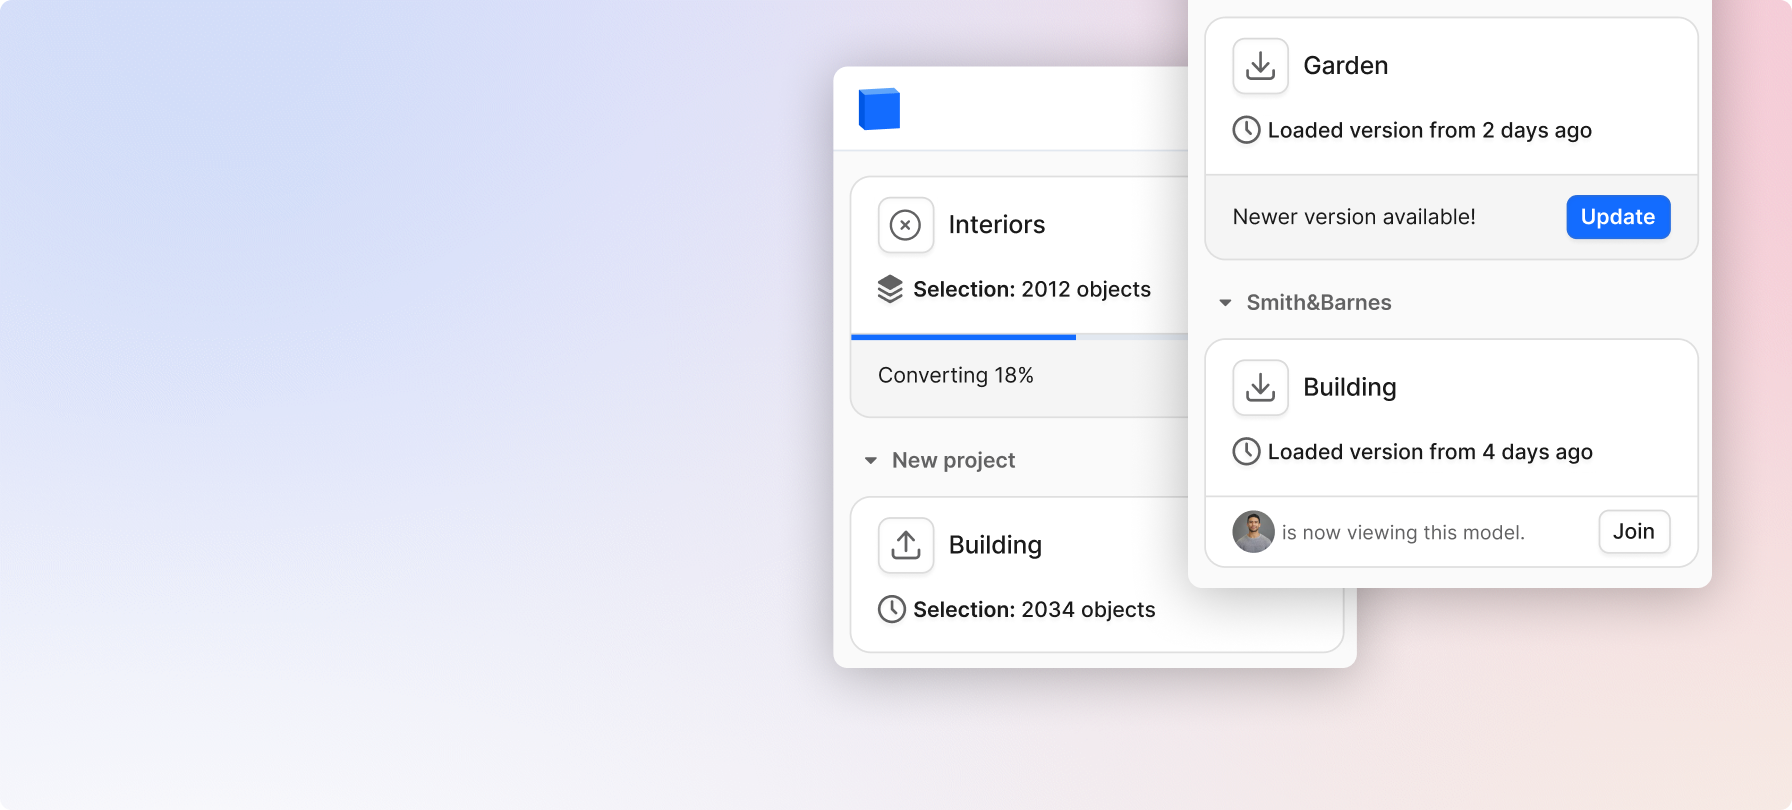 Interiors
Selection: 2012 objects
Converting 18%
New project
Building
Selection: 2034 objects
Garden
Loaded version from 2 days ago
Newer version available!
Update
Smith&Barnes
Building
Loaded version from 4 days ago
is now viewing this model.
Join